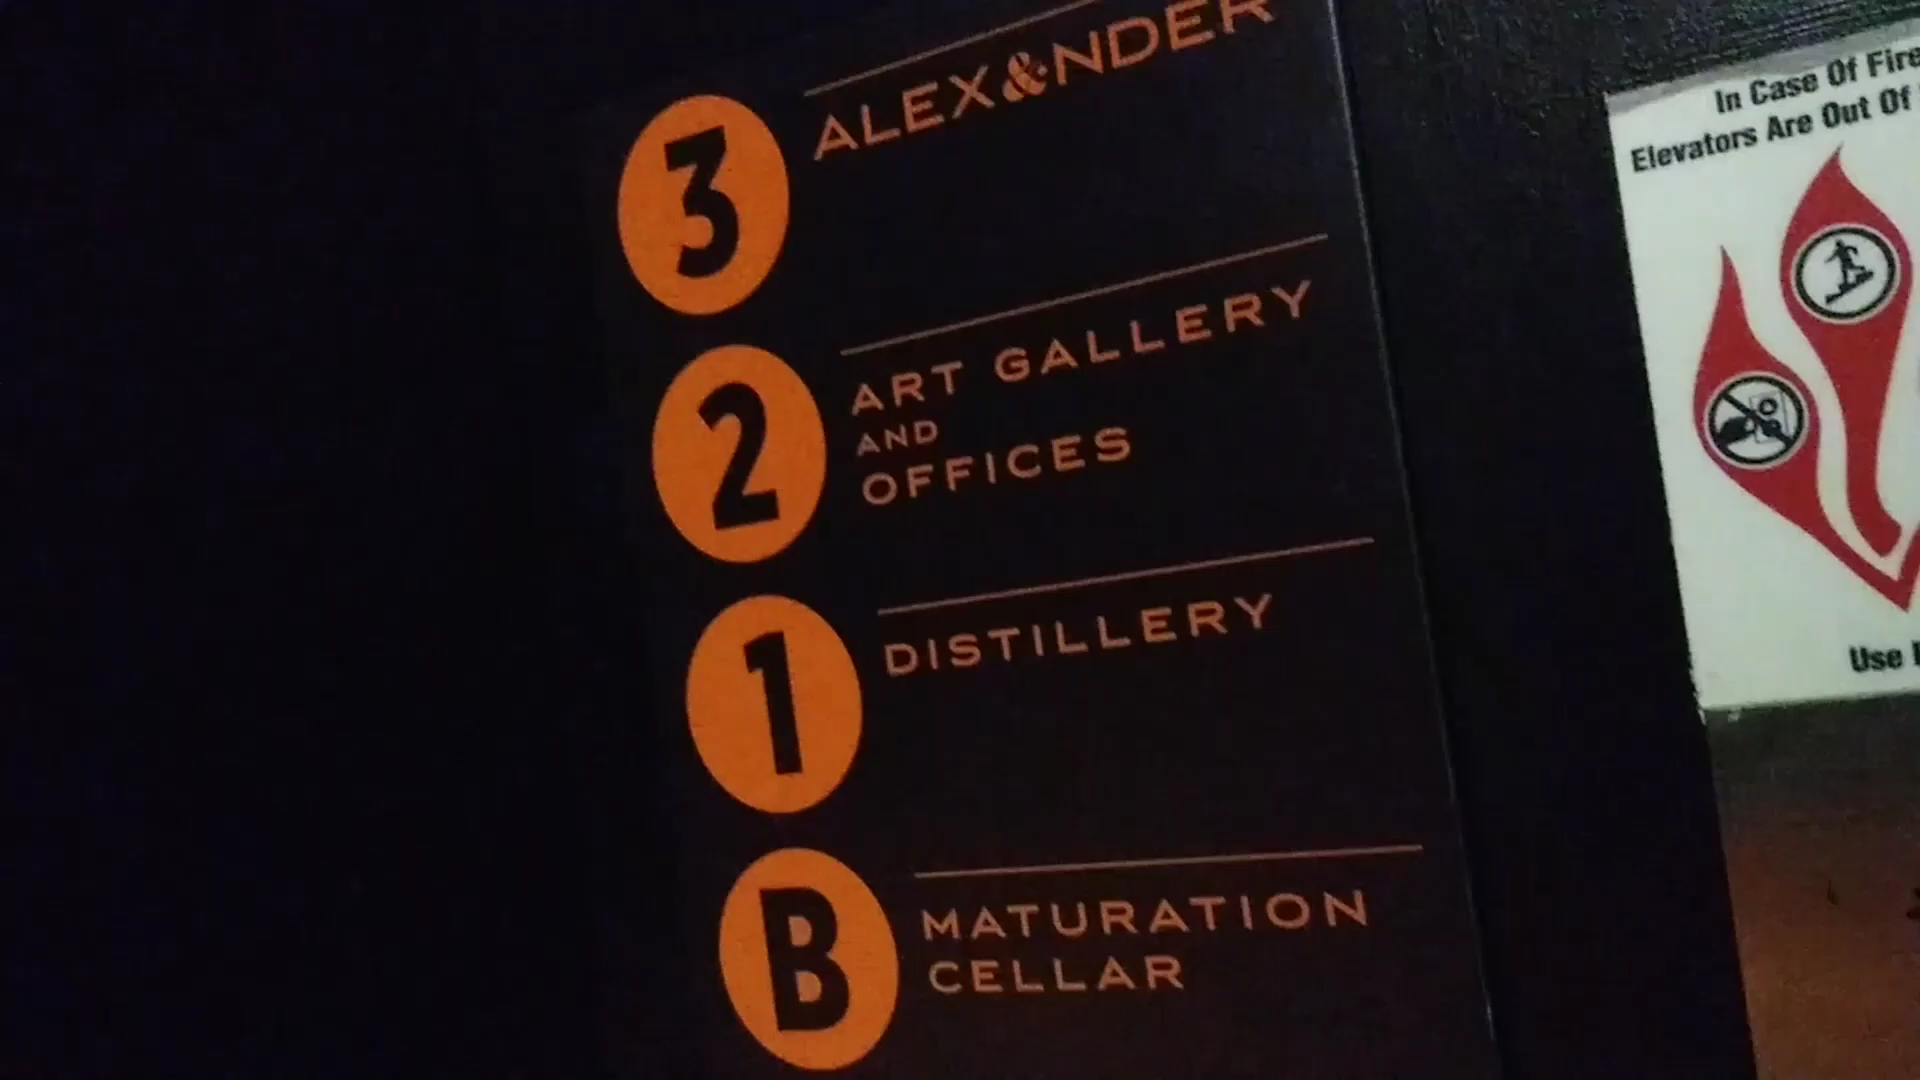 3
ALEX&NDER
2
ART GALLERY
AND
OFFICES
1
DISTILLERY
B
MATURATION
CELLAR
In Case Of Fire
Elevators Are Out Of
Use